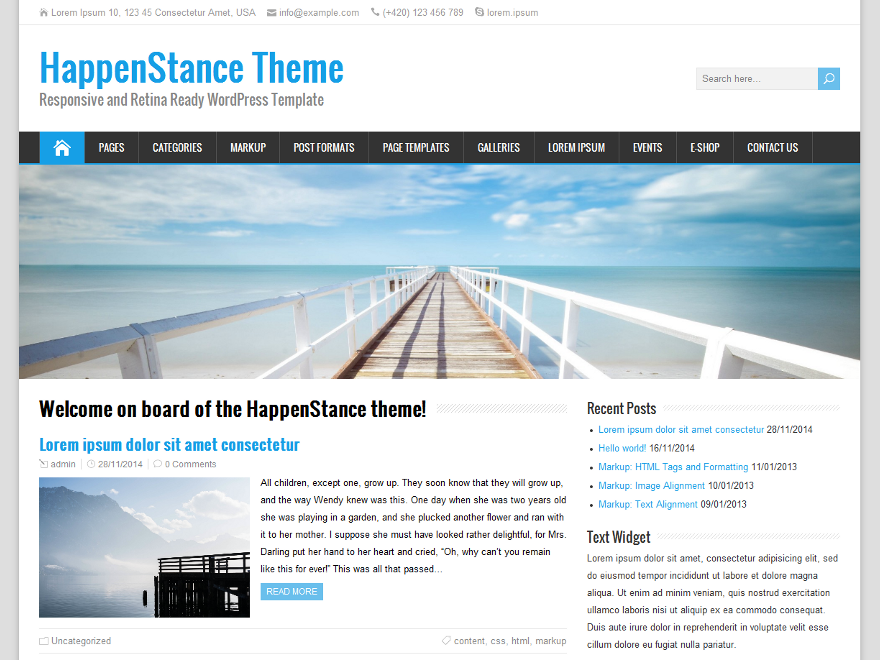 Lorem Ipsum 10, 123 45 Consectetur Amet, USA info@example.com (+420) 123 456 789 lorem.ipsum
HappenStance Theme
Responsive and Retina Ready WordPress Template
Search here...
PAGES CATEGORIES MARKUP POST FORMATS PAGE TEMPLATES GALLERIES LOREM IPSUM EVENTS E-SHOP CONTACT US
Welcome on board of the HappenStance theme!
Lorem ipsum dolor sit amet consectetur
admin 28/11/2014 0 Comments
All children, except one, grow up. They soon know that they will grow up,
and the way Wendy knew was this. One day when she was two years old
she was playing in a garden, and she plucked another flower and ran with
it to her mother. I suppose she must have looked rather delightful, for Mrs.
Darling put her hand to her heart and cried, “Oh, why can’t you remain
like this for ever!” This was all that passed…
READ MORE
Uncategorized content, css, html, markup
Recent Posts
Lorem ipsum dolor sit amet consectetur 28/11/2014
Hello world! 16/11/2014
Markup: HTML Tags and Formatting 11/01/2013
Markup: Image Alignment 10/01/2013
Markup: Text Alignment 09/01/2013
Text Widget
Lorem ipsum dolor sit amet, consectetur adipisicing elit, sed
do eiusmod tempor incididunt ut labore et dolore magna
aliqua. Ut enim ad minim veniam, quis nostrud exercitation
ullamco laboris nisi ut aliquip ex ea commodo consequat.
Duis aute irure dolor in reprehenderit in voluptate velit esse
cillum dolore eu fugiat nulla pariatur.